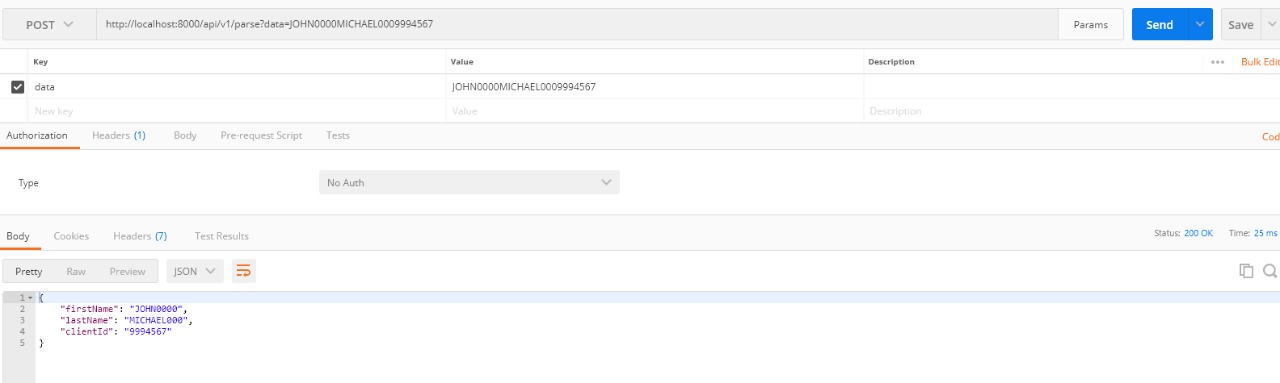 POST http://localhost:8000/api/v1/parse?data=JOHN0000MICHAEL0009994567 Params Send Save
Key Value Description ••• Bulk Edit
data JOHN0000MICHAEL0009994567
New key Value Description
Authorization Headers (1) Body Pre-request Script Tests Cod
Type No Auth
Body Cookies Headers (7) Test Results Status: 200 OK Time: 25 ms
Pretty Raw Preview JSON
1 {
2 "firstName": "JOHN0000",
3 "lastName": "MICHAEL000",
4 "clientId": "9994567"
5 }